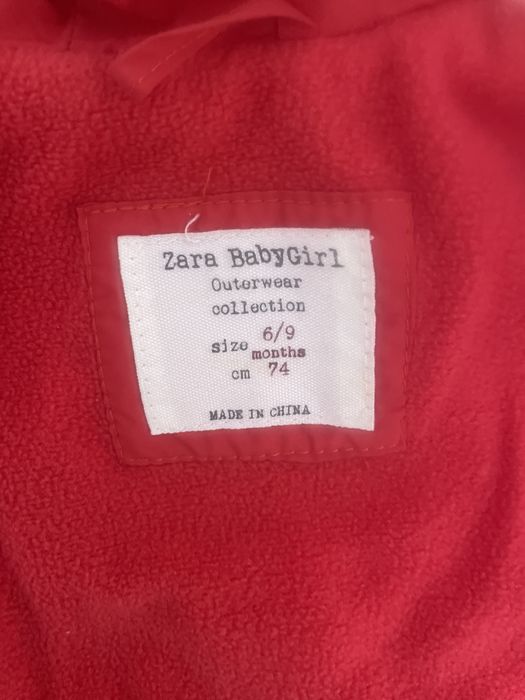 Zara BabyGirl
Outerwear
collection
size 6/9 months
cm 74
MADE IN CHINA